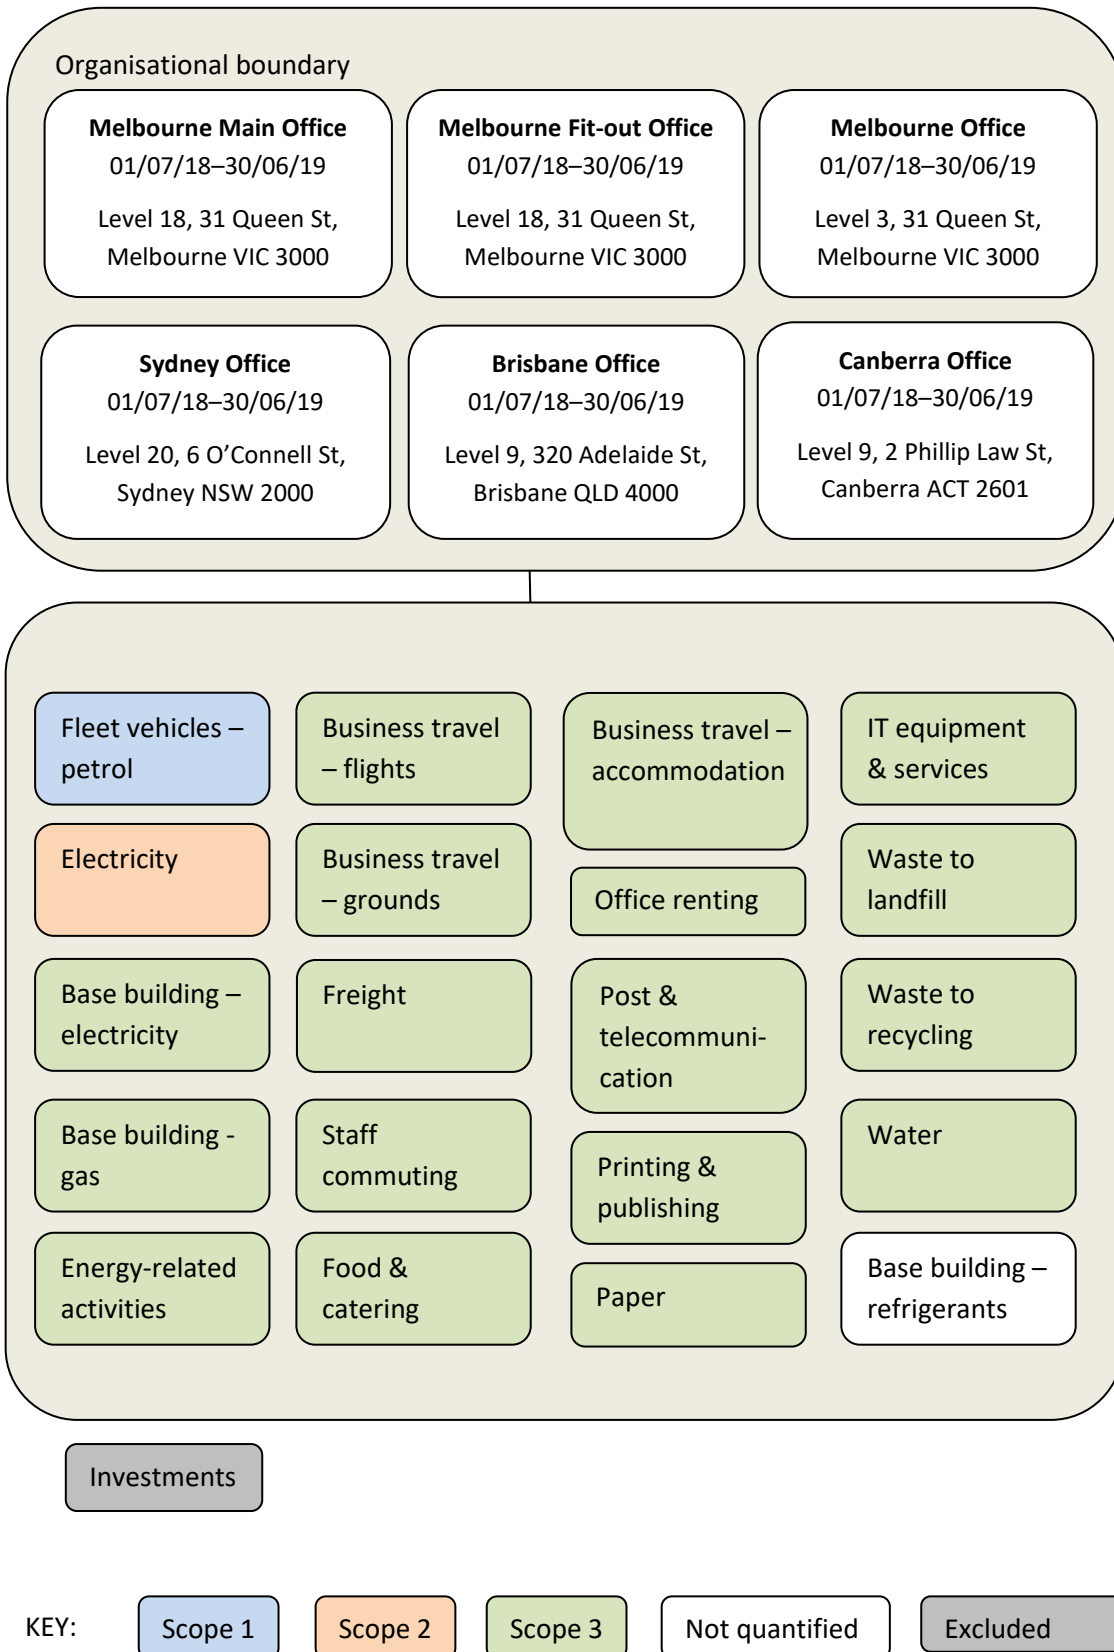 Organisational boundary
Melbourne Main Office
01/07/18–30/06/19
Level 18, 31 Queen St,
Melbourne VIC 3000
Melbourne Fit-out Office
01/07/18–30/06/19
Level 18, 31 Queen St,
Melbourne VIC 3000
Melbourne Office
01/07/18–30/06/19
Level 3, 31 Queen St,
Melbourne VIC 3000
Sydney Office
01/07/18–30/06/19
Level 20, 6 O’Connell St,
Sydney NSW 2000
Brisbane Office
01/07/18–30/06/19
Level 9, 320 Adelaide St,
Brisbane QLD 4000
Canberra Office
01/07/18–30/06/19
Level 9, 2 Phillip Law St,
Canberra ACT 2601
Fleet vehicles –
petrol
Business travel
– flights
Business travel –
accommodation
IT equipment
& services
Electricity
Business travel
– grounds
Office renting
Waste to
landfill
Base building –
electricity
Freight
Post &
telecommuni-
cation
Waste to
recycling
Base building -
gas
Staff
commuting
Printing &
publishing
Water
Energy-related
activities
Food &
catering
Paper
Base building –
refrigerants
Investments
KEY:
Scope 1
Scope 2
Scope 3
Not quantified
Excluded